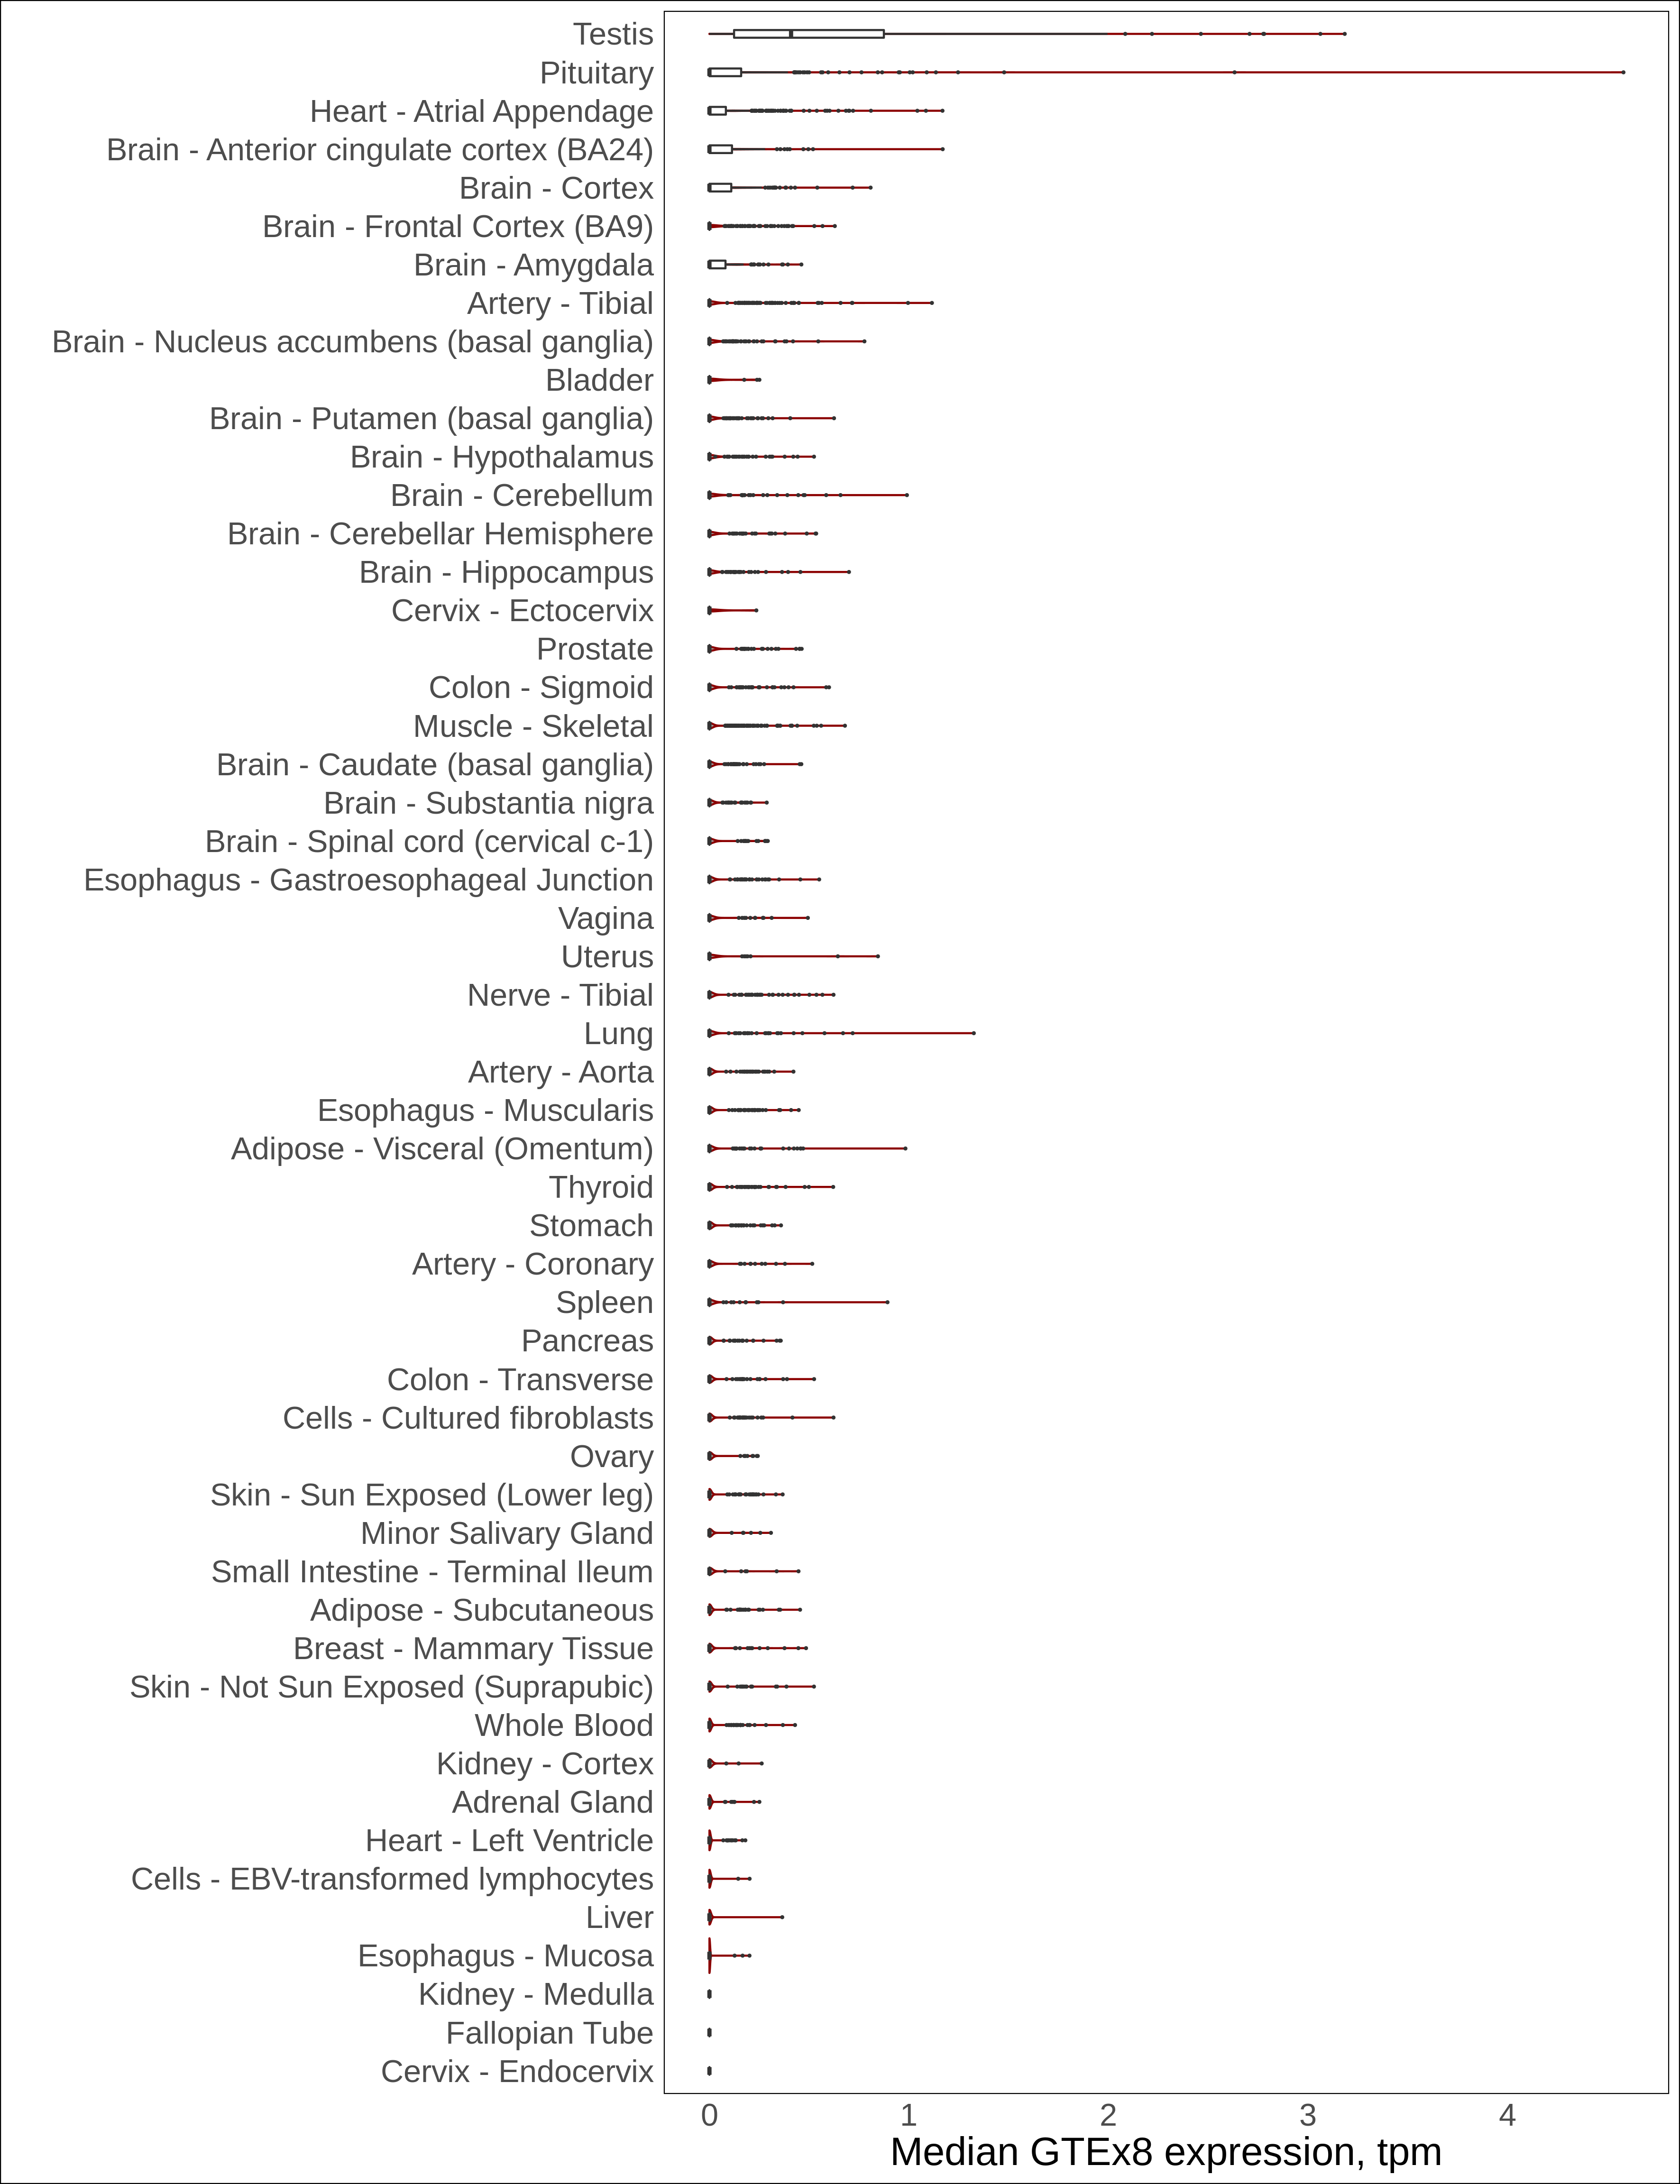 Testis
Pituitary
Heart - Atrial Appendage
Brain - Anterior cingulate cortex (BA24)
Brain - Cortex
Brain - Frontal Cortex (BA9)
Brain - Amygdala
Artery - Tibial
Brain - Nucleus accumbens (basal ganglia)
Bladder
Brain - Putamen (basal ganglia)
Brain - Hypothalamus
Brain - Cerebellum
Brain - Cerebellar Hemisphere
Brain - Hippocampus
Cervix - Ectocervix
Prostate
Colon - Sigmoid
Muscle - Skeletal
Brain - Caudate (basal ganglia)
Brain - Substantia nigra
Brain - Spinal cord (cervical c-1)
Esophagus - Gastroesophageal Junction
Vagina
Uterus
Nerve - Tibial
Lung
Artery - Aorta
Esophagus - Muscularis
Adipose - Visceral (Omentum)
Thyroid
Stomach
Artery - Coronary
Spleen
Pancreas
Colon - Transverse
Cells - Cultured fibroblasts
Ovary
Skin - Sun Exposed (Lower leg)
Minor Salivary Gland
Small Intestine - Terminal Ileum
Adipose - Subcutaneous
Breast - Mammary Tissue
Skin - Not Sun Exposed (Suprapubic)
Whole Blood
Kidney - Cortex
Adrenal Gland
Heart - Left Ventricle
Cells - EBV-transformed lymphocytes
Liver
Esophagus - Mucosa
Kidney - Medulla
Fallopian Tube
Cervix - Endocervix
0 1 2 3 4
Median GTEx8 expression, tpm